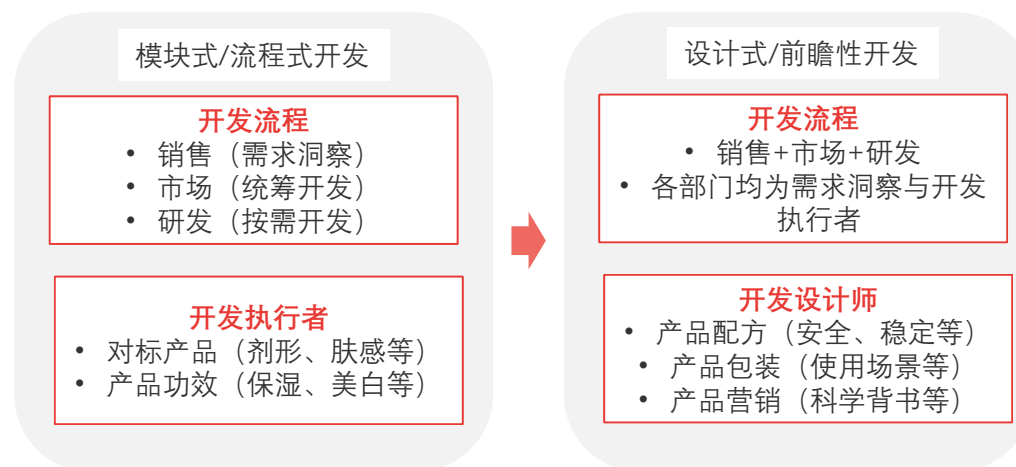 模块式/流程式开发
开发流程
• 销售（需求洞察）
• 市场（统筹开发）
• 研发（按需开发）
开发执行者
• 对标产品（剂形、肤感等）
• 产品功效（保湿、美白等）
设计式/前瞻性开发
开发流程
• 销售+市场+研发
• 各部门均为需求洞察与开发
执行者
开发设计师
• 产品配方（安全、稳定等）
• 产品包装（使用场景等）
• 产品营销（科学背书等）